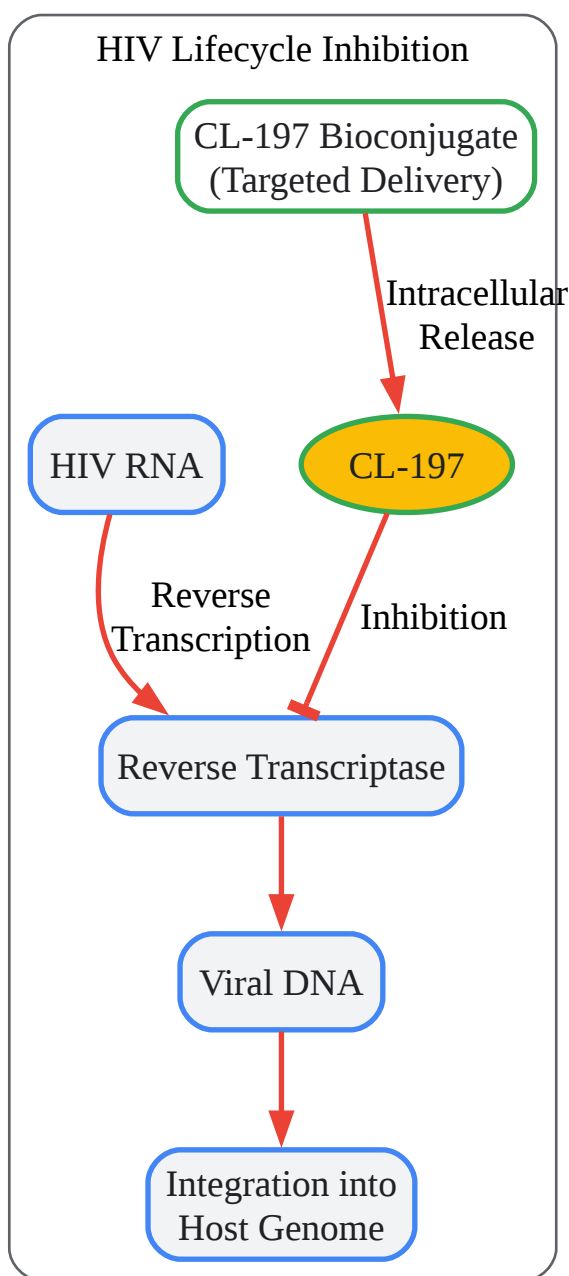 HIV Lifecycle Inhibition
CL-197 Bioconjugate
(Targeted Delivery)
Intracellular
Release
HIV RNA
CL-197
Reverse
Transcription
Inhibition
Reverse Transcriptase
Viral DNA
Integration into
Host Genome